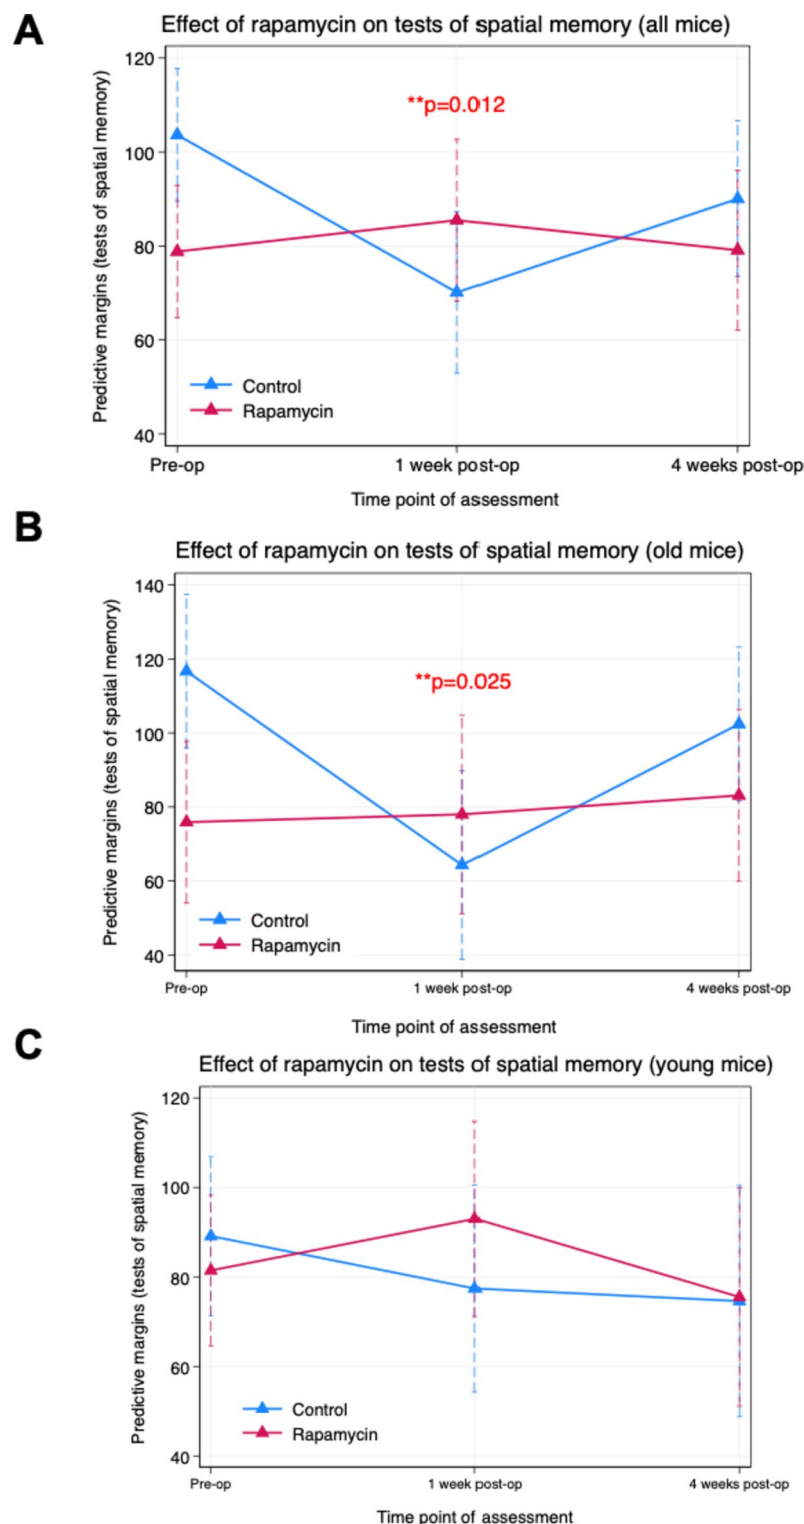 A
Effect of rapamycin on tests of spatial memory (all mice)
Predictive margins (tests of spatial memory)
120
100
80
60
40
**p=0.012
Control
Rapamycin
Pre-op
1 week post-op
4 weeks post-op
Time point of assessment
B
Effect of rapamycin on tests of spatial memory (old mice)
Predictive margins (tests of spatial memory)
140
120
100
80
60
40
**p=0.025
Control
Rapamycin
Pre-op
1 week post-op
4 weeks post-op
Time point of assessment
C
Effect of rapamycin on tests of spatial memory (young mice)
Predictive margins (tests of spatial memory)
120
100
80
60
40
Control
Rapamycin
Pre-op
1 week post-op
4 weeks post-op
Time point of assessment